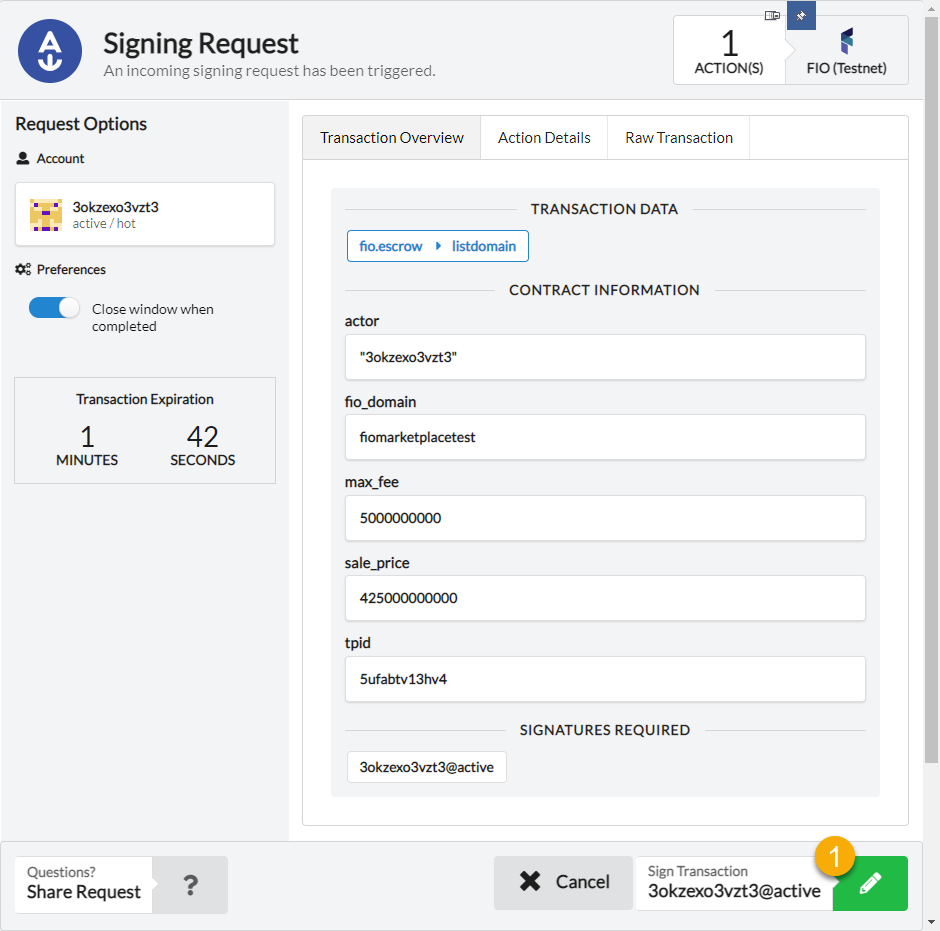 Signing Request
An incoming signing request has been triggered.
1
ACTION(S)
FIO (Testnet)
Request Options
Account
3okzexo3vzt3
active / hot
Preferences
Close window when
completed
Transaction Expiration
1 42
MINUTES SECONDS
Transaction Overview Action Details Raw Transaction
TRANSACTION DATA
fio.escrow listdomain
CONTRACT INFORMATION
actor
"3okzexo3vzt3"
fio_domain
fiomarketplacetest
max_fee
5000000000
sale_price
425000000000
tpid
5ufabtv13hv4
SIGNATURES REQUIRED
3okzexo3vzt3@active
Questions?
Share Request
?
Cancel
Sign Transaction
3okzexo3vzt3@active
1